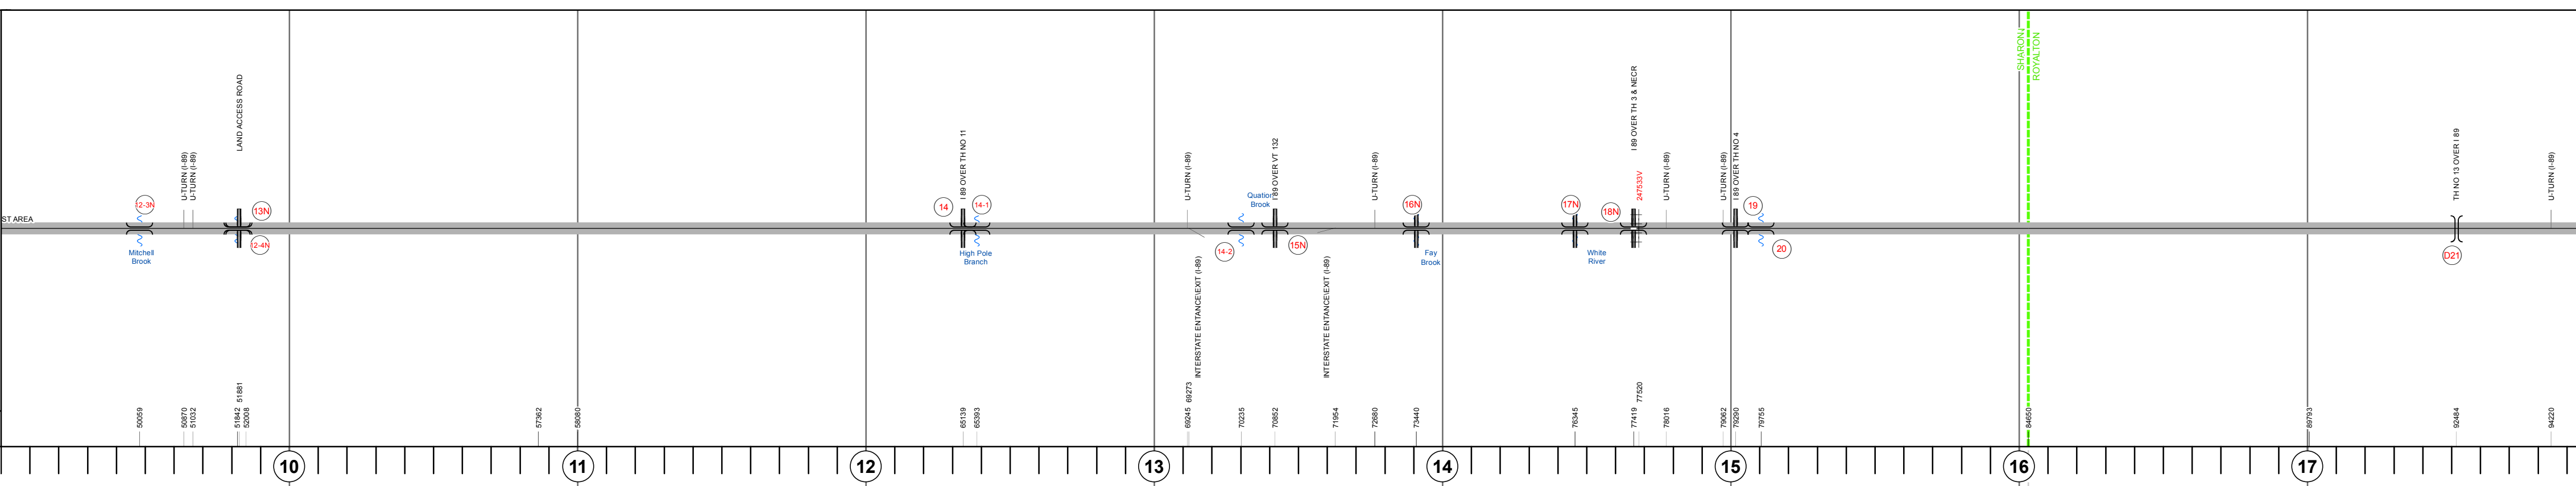 SHARON
ROYALTON
LAND ACCESS ROAD
I 89 OVER TH NO 11
I 89 OVER VT 132
I 89 OVER TH 3 & NECR
I 89 OVER TH NO 4
TH NO 13 OVER I 89
U-TURN (I-89)
U-TURN (I-89)
U-TURN (I-89)
U-TURN (I-89)
U-TURN (I-89)
U-TURN (I-89)
U-TURN (I-89)
247533V
ST AREA
12-3N
13N
12-4N
14
14-1
14-2
15N
16N
17N
18N
19
20
D21
Mitchell
Brook
High Pole
Branch
Quation
Brook
Fay
Brook
White
River
INTERSTATE ENTANCE\EXIT (I-89)
INTERSTATE ENTANCE\EXIT (I-89)
50059
50870
51032
51842
51881
52008
57362
58080
65139
65393
69245
69273
70235
70852
71954
72680
73440
76345
77419
77520
78016
79062
79290
79755
84650
89793
92484
94220
10
11
12
13
14
15
16
17